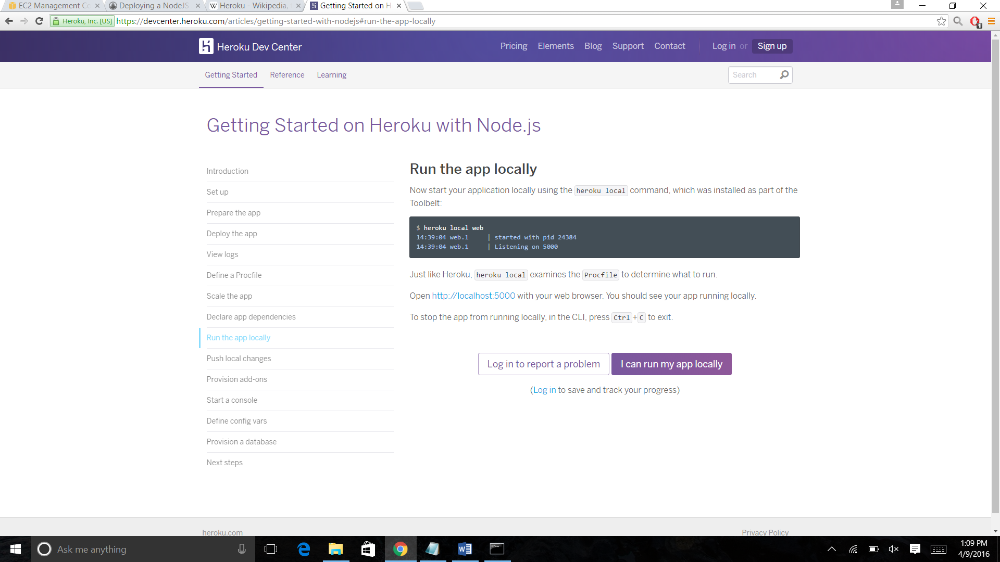 EC2 Management Co
Deploying a NodeJS
Heroku - Wikipedia,
Getting Started on H
Heroku, Inc. [US]
https://devcenter.heroku.com/articles/getting-started-with-nodejs#run-the-app-locally
1
Heroku Dev Center
Pricing Elements Blog Support Contact Log in or Sign up
Getting Started Reference Learning
Search
Getting Started on Heroku with Node.js
Introduction
Set up
Prepare the app
Deploy the app
View logs
Define a Procfile
Scale the app
Declare app dependencies
Run the app locally
Push local changes
Provision add-ons
Start a console
Define config vars
Provision a database
Next steps
Run the app locally
Now start your application locally using the heroku local command, which was installed as part of the
Toolbelt:
$ heroku local web
14:39:04 web.1 | started with pid 24384
14:39:04 web.1 | Listening on 5000
Just like Heroku, heroku local examines the Procfile to determine what to run.
Open http://localhost:5000 with your web browser. You should see your app running locally.
To stop the app from running locally, in the CLI, press Ctrl+C to exit.
Log in to report a problem
I can run my app locally
(Log in to save and track your progress)
heroku.com
Privacy Policy
Ask me anything
1:09 PM
4/9/2016